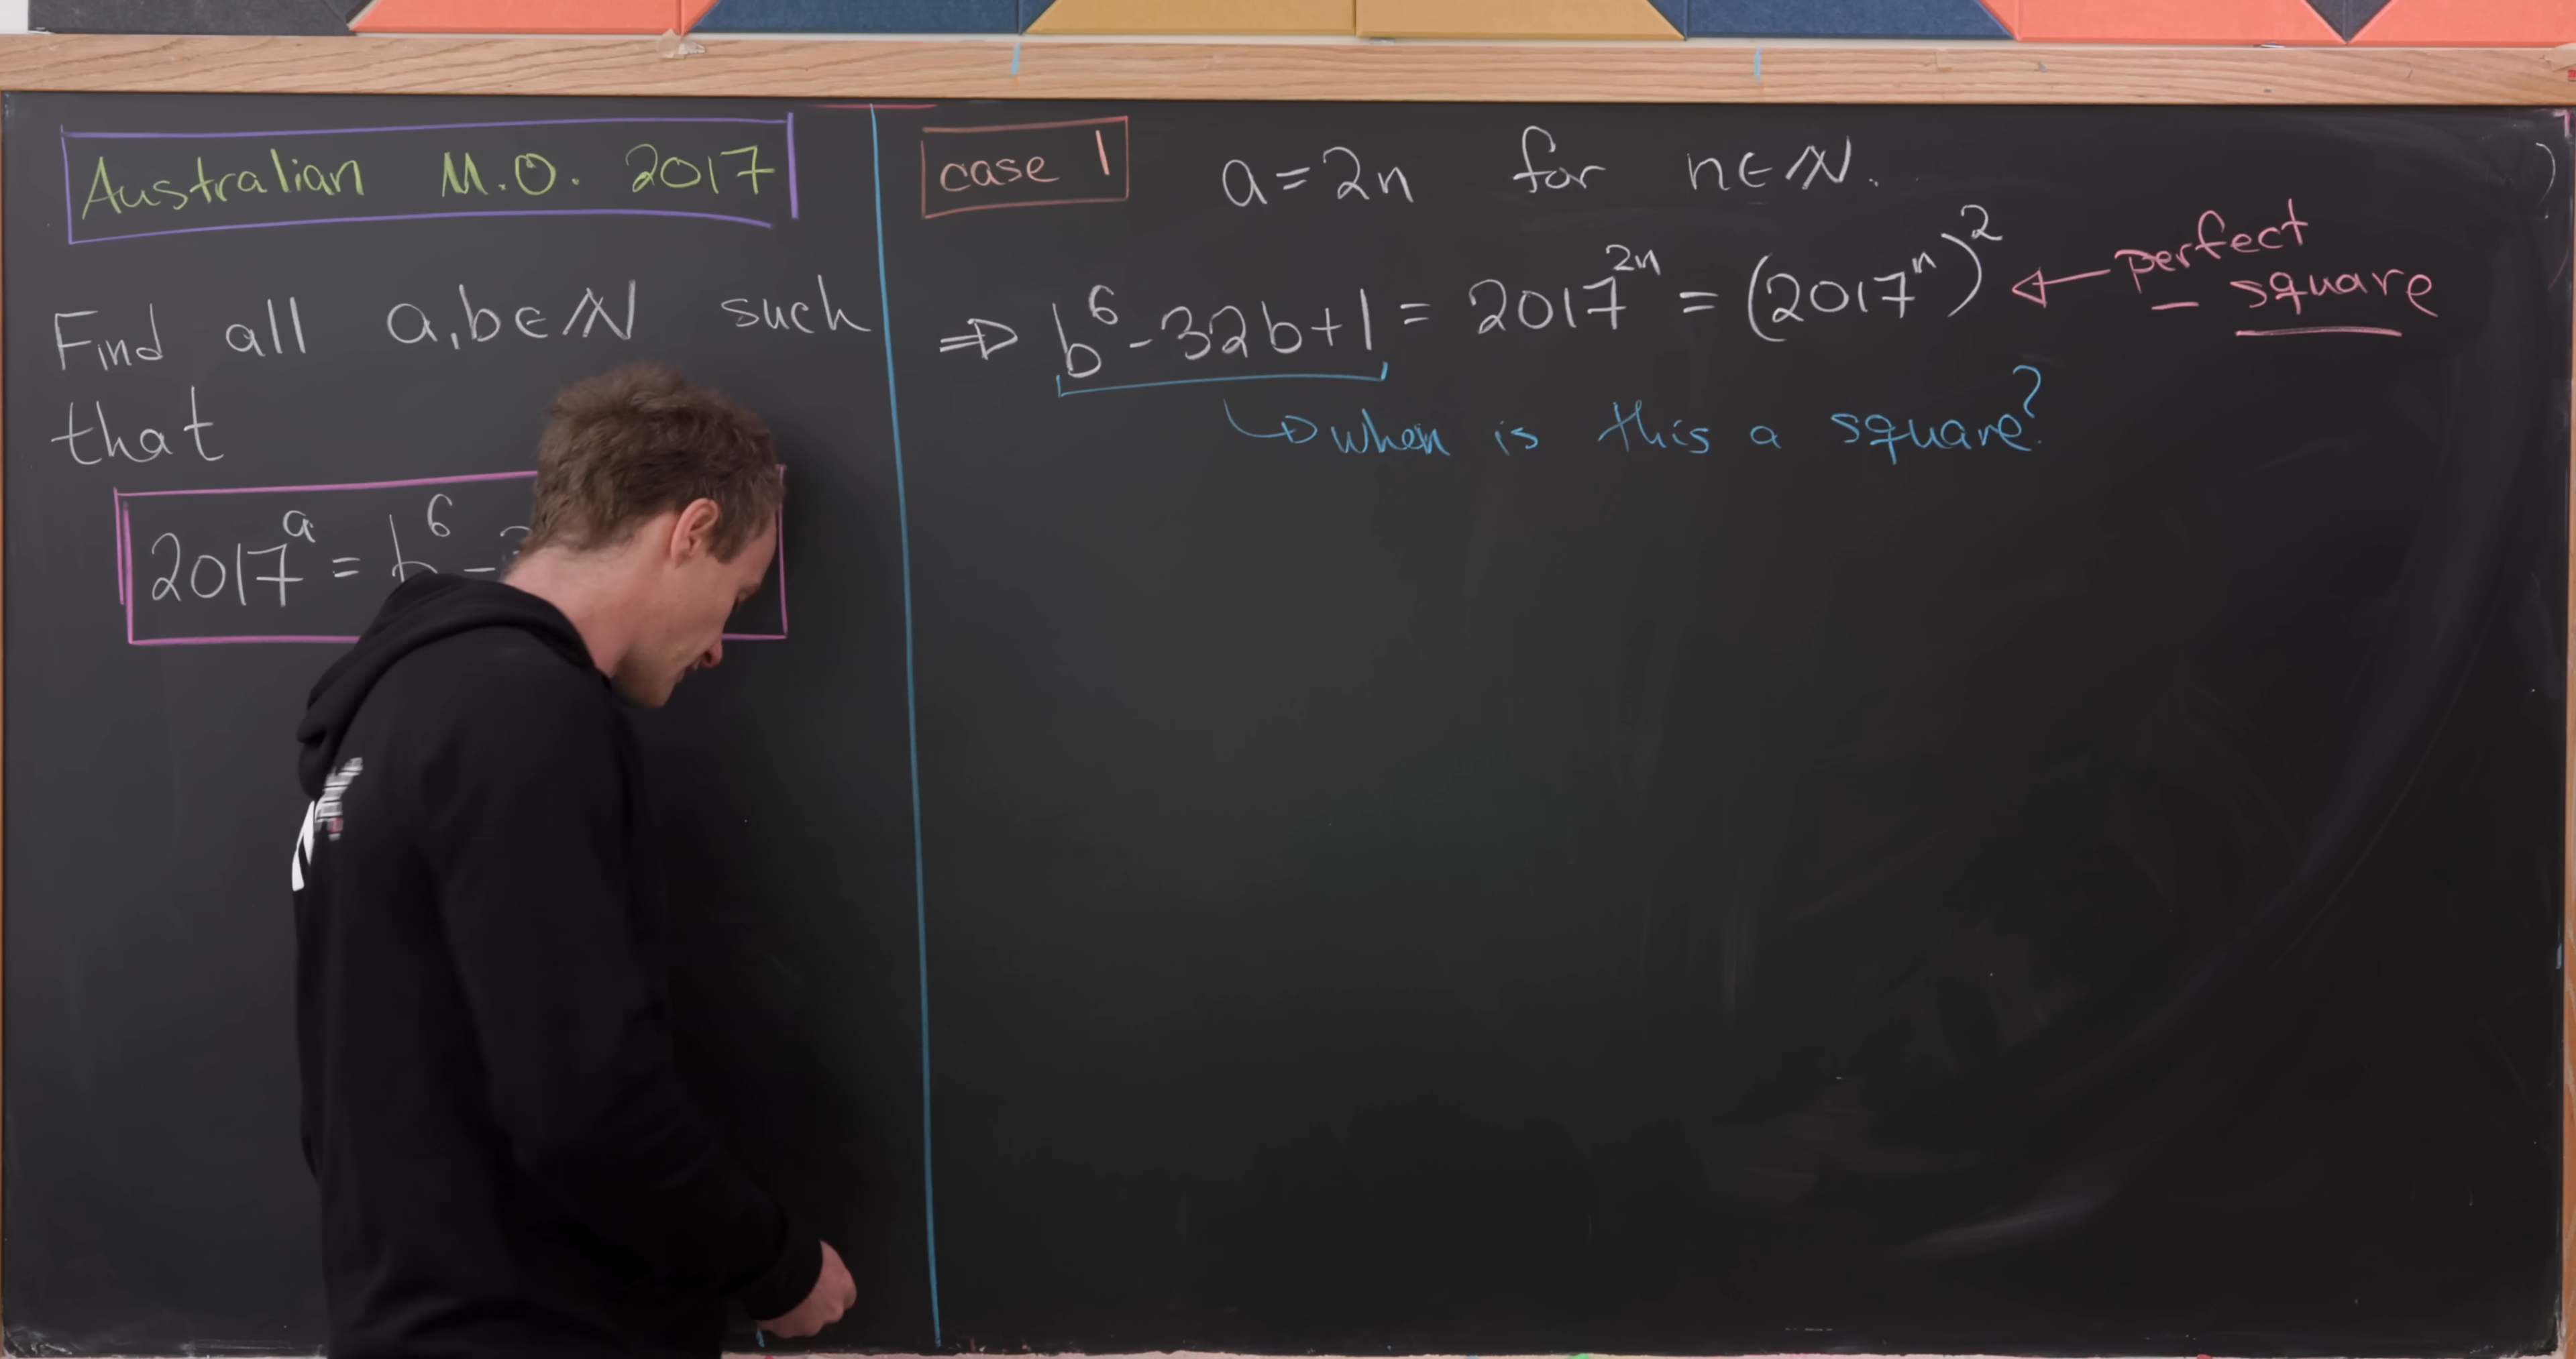 Australian M.O. 2017
Find all a,b∈ℕ such
that
2017^a = b^6 -
case 1 a=2n for n∈ℕ.
⇒ b^6-32b+1 = 2017^2n = (2017^n)^2 ← perfect
square
↳ when is this a square?